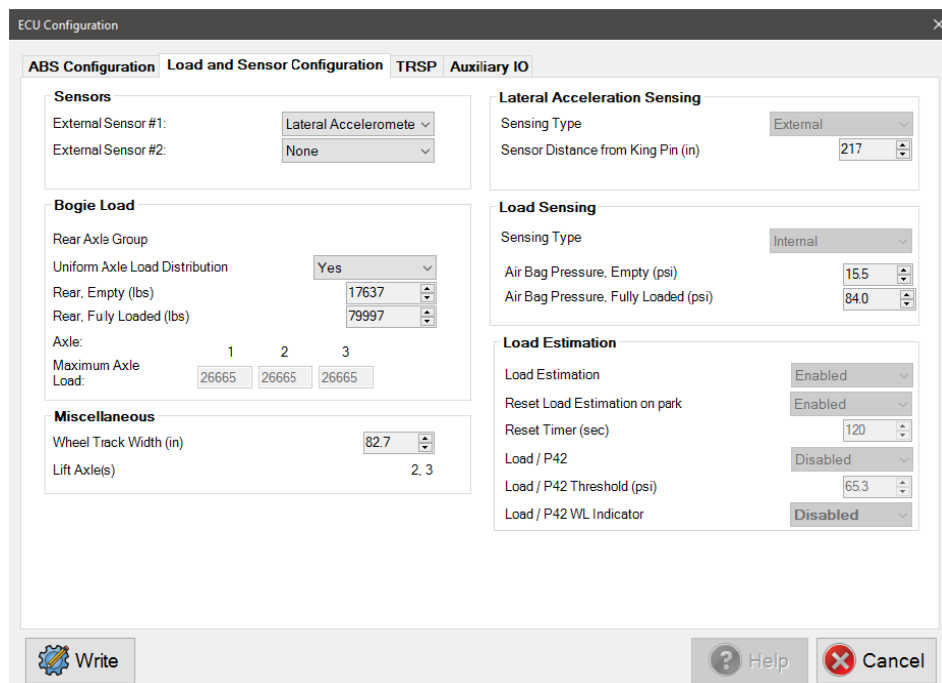 ECU Configuration
ABS Configuration Load and Sensor Configuration TRSP Auxiliary IO
Sensors
External Sensor #1: Lateral Acceleromete
External Sensor #2: None
Bogie Load
Rear Axle Group
Uniform Axle Load Distribution Yes
Rear, Empty (lbs) 17637
Rear, Fully Loaded (lbs) 79997
Axle:
1 2 3
Maximum Axle
Load: 26665 26665 26665
Miscellaneous
Wheel Track Width (in) 82.7
Lift Axle(s) 2, 3
Lateral Acceleration Sensing
Sensing Type External
Sensor Distance from King Pin (in) 217
Load Sensing
Sensing Type Internal
Air Bag Pressure, Empty (psi) 15.5
Air Bag Pressure, Fully Loaded (psi) 84.0
Load Estimation
Load Estimation Enabled
Reset Load Estimation on park Enabled
Reset Timer (sec) 120
Load / P42 Disabled
Load / P42 Threshold (psi) 65.3
Load / P42 WL Indicator Disabled
Write Help Cancel